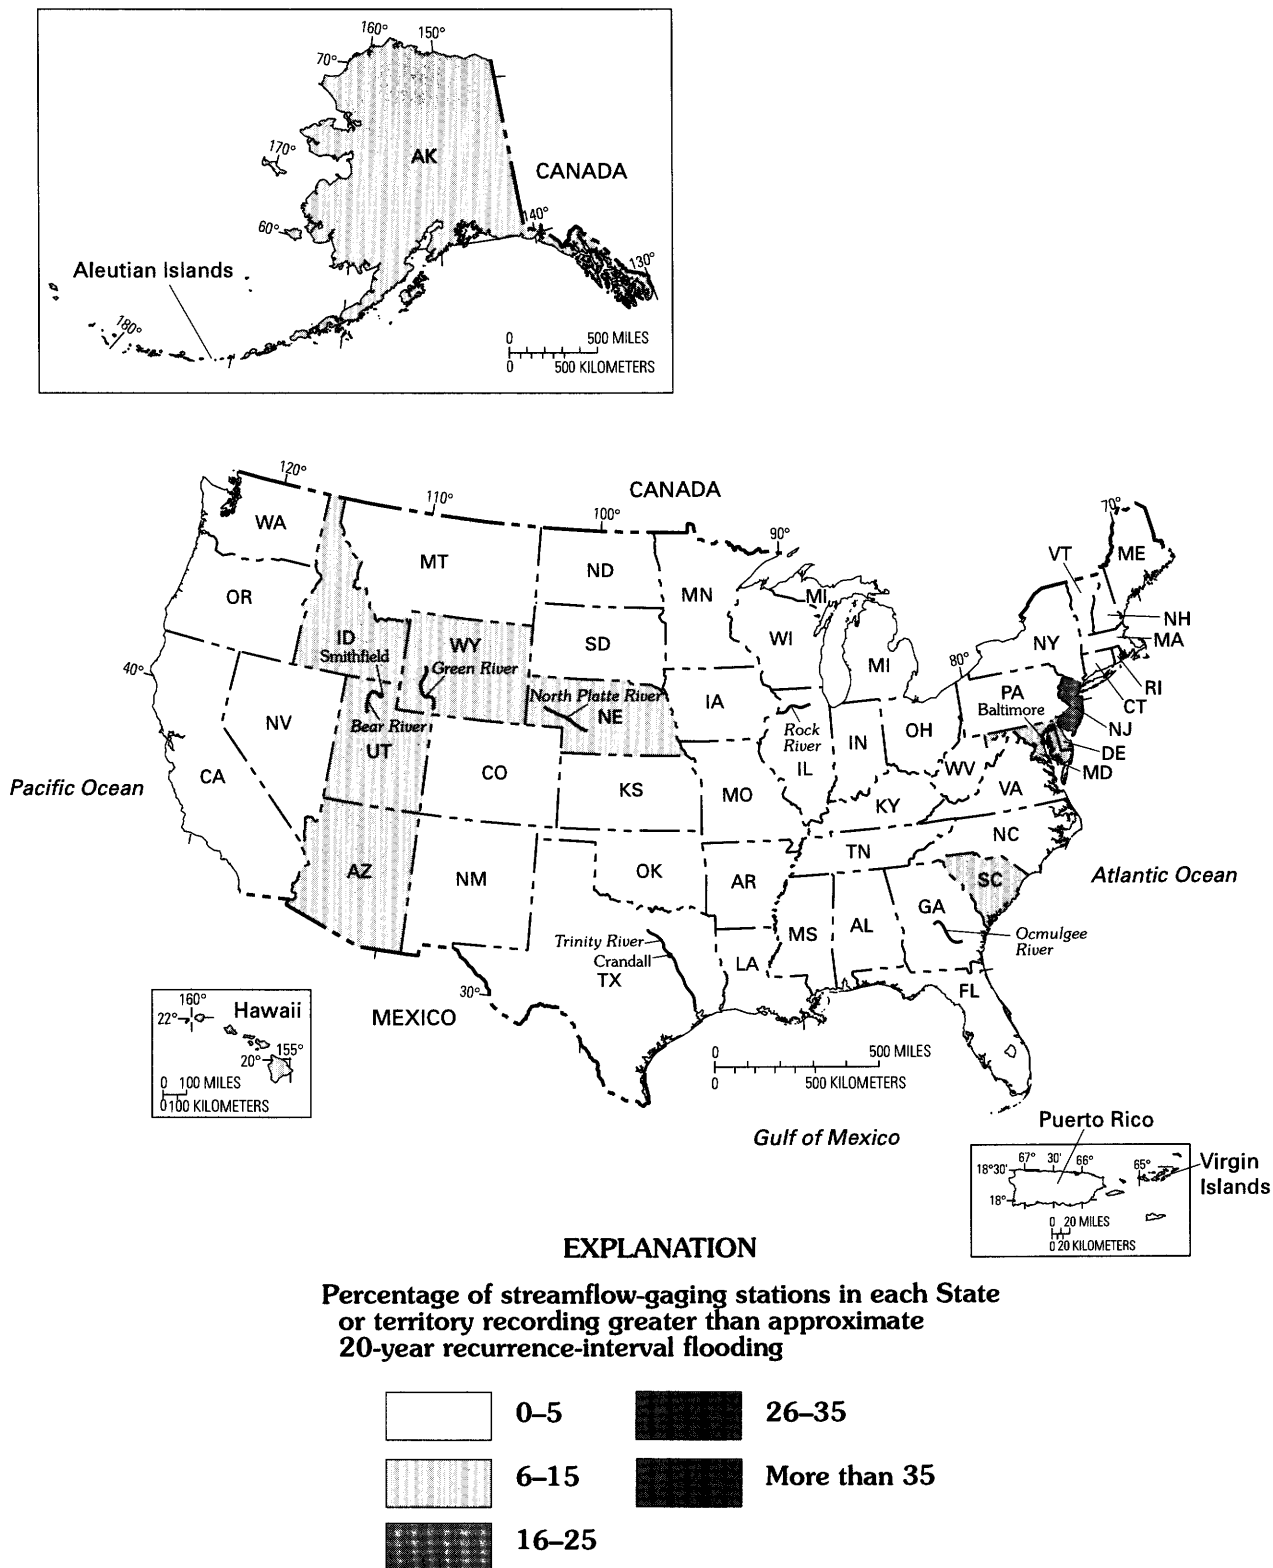 160° 150°
70°
170°
AK
CANADA
60°
140°
130°
Aleutian Islands
180°
0 500 MILES
0 500 KILOMETERS
120°
110°
100°
CANADA
90°
70°
WA
MT
ND
MN
VT
ME
OR
MI
NH
ID
WY
SD
WI
MI
NY
MA
Smithfield
Green River
80°
40°
North Platte River
NE
IA
PA
Baltimore
RI
CT
NJ
NV
Bear River
UT
Rock
River
IL
IN
OH
DE
MD
CA
CO
KS
MO
WV
VA
KY
Pacific Ocean
NC
TN
AZ
NM
OK
AR
SC
Atlantic Ocean
GA
MS
AL
Ocmulgee
River
Trinity River
Crandall
TX
LA
FL
30°
MEXICO
160°
Hawaii
22°
155°
20°
0 100 MILES
0 100 KILOMETERS
0 500 MILES
0 500 KILOMETERS
Gulf of Mexico
Puerto Rico
67° 30' 66°
65°
18°30'
18°
Virgin
Islands
0 20 MILES
0 20 KILOMETERS
EXPLANATION
Percentage of streamflow-gaging stations in each State
or territory recording greater than approximate
20-year recurrence-interval flooding
0–5
26–35
6–15
More than 35
16–25